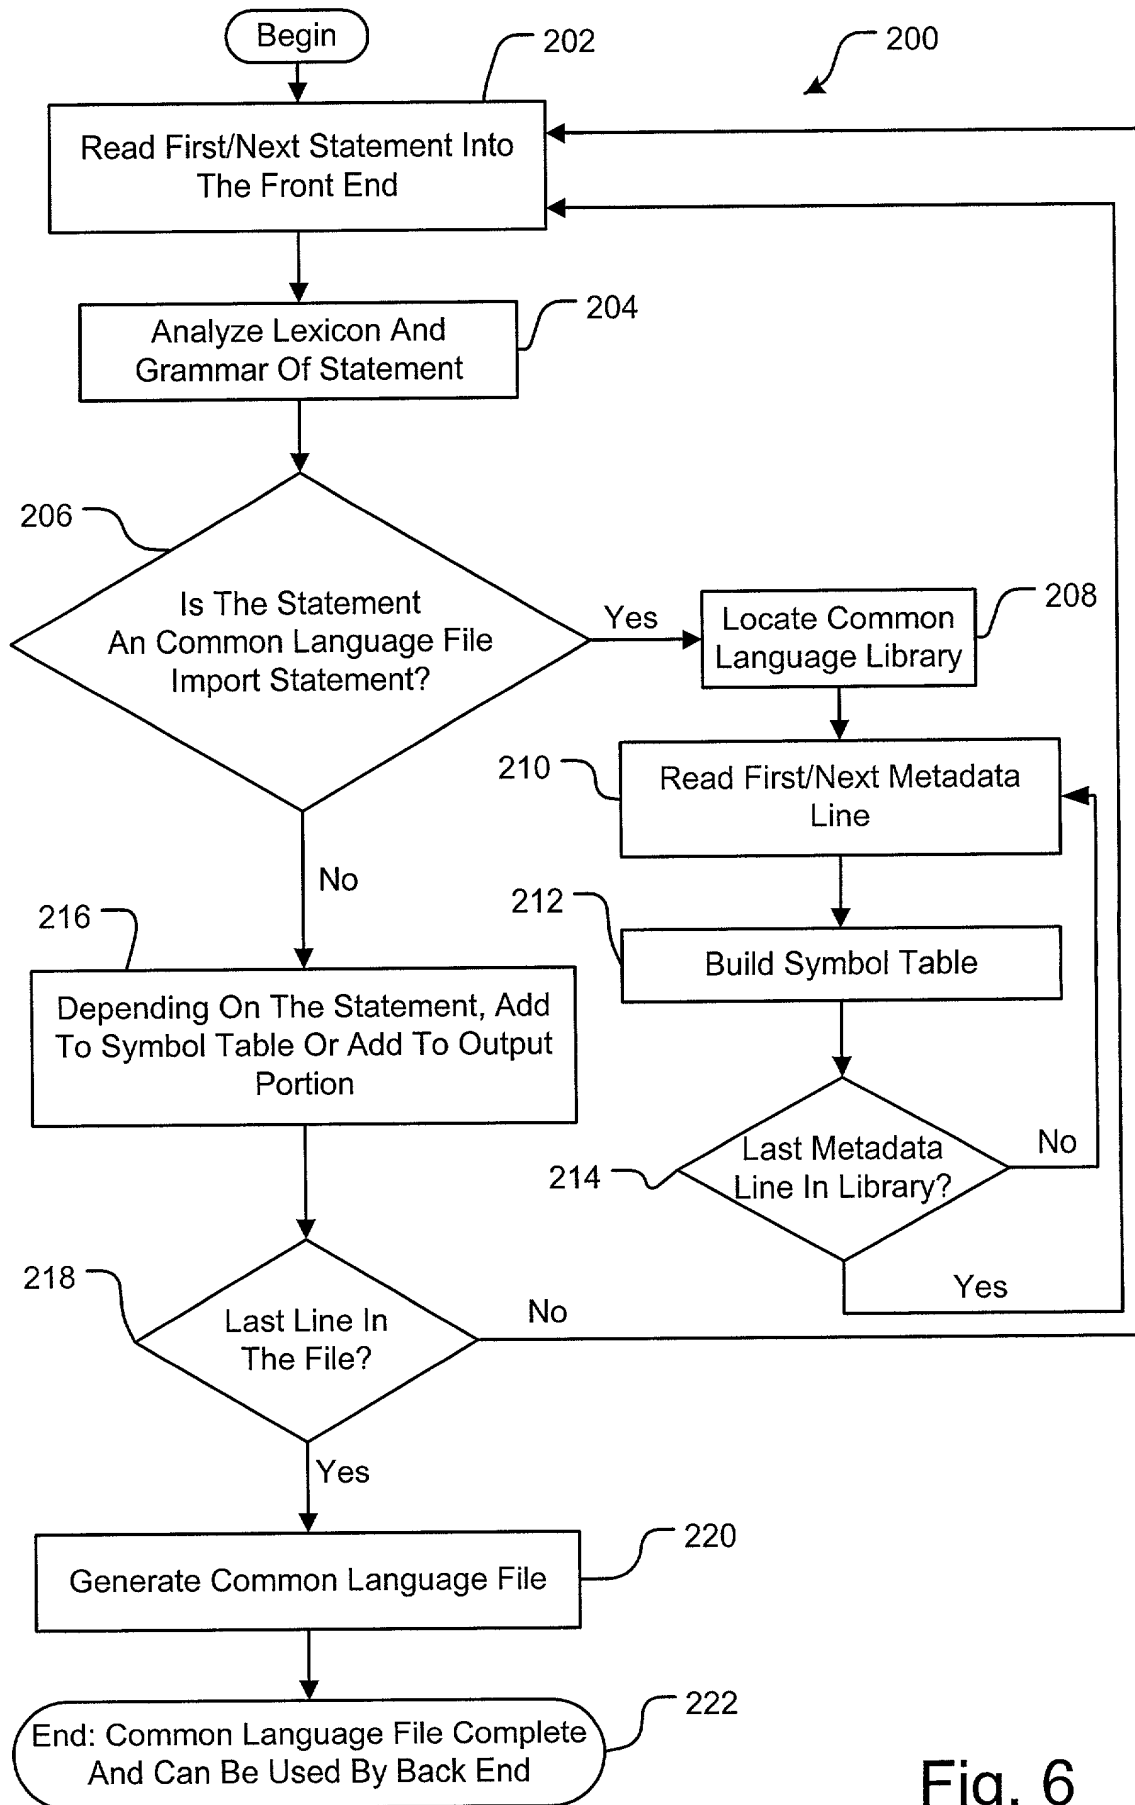 Begin
202
200
Read First/Next Statement Into
The Front End
Analyze Lexicon And
Grammar Of Statement
204
206
Is The Statement
An Common Language File
Import Statement?
Yes
Locate Common
Language Library
208
210
Read First/Next Metadata
Line
No
212
Build Symbol Table
216
Depending On The Statement, Add
To Symbol Table Or Add To Output
Portion
214
Last Metadata
Line In Library?
No
Yes
218
Last Line In
The File?
No
Yes
Generate Common Language File
220
End: Common Language File Complete
And Can Be Used By Back End
222
Fig. 6